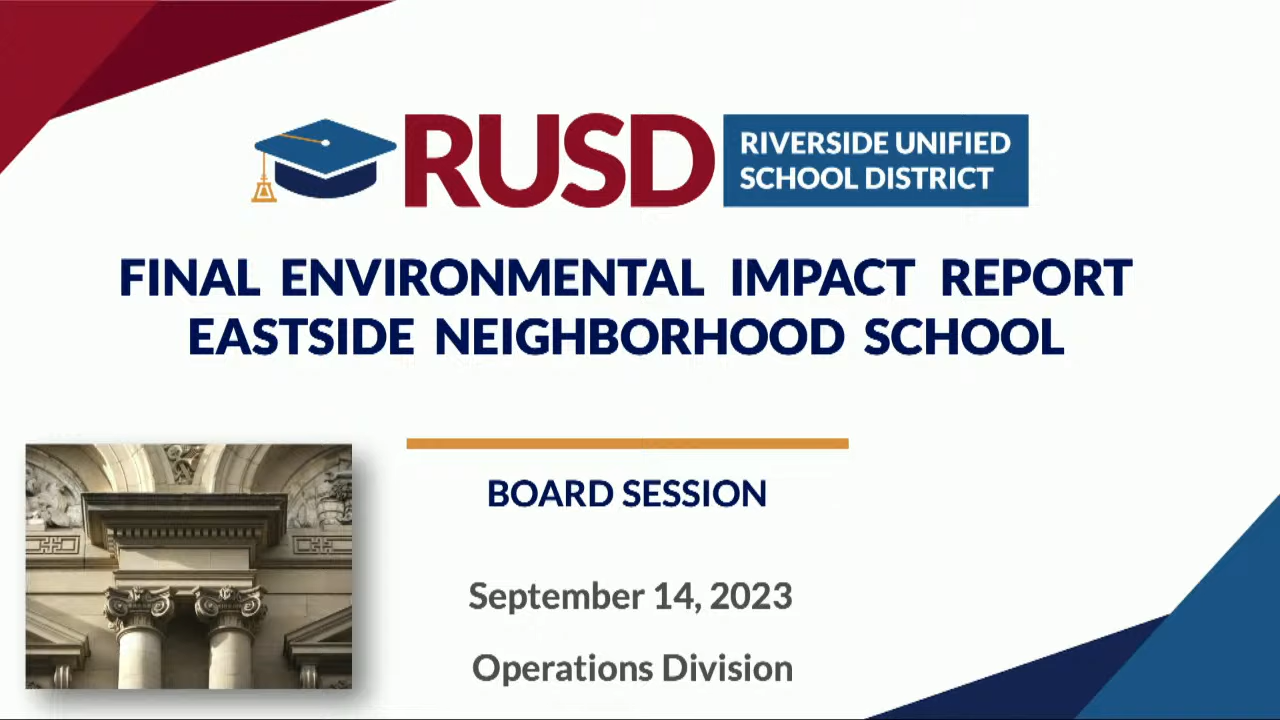 RUSD
RIVERSIDE UNIFIED
SCHOOL DISTRICT
FINAL ENVIRONMENTAL IMPACT REPORT
EASTSIDE NEIGHBORHOOD SCHOOL
BOARD SESSION
September 14, 2023
Operations Division